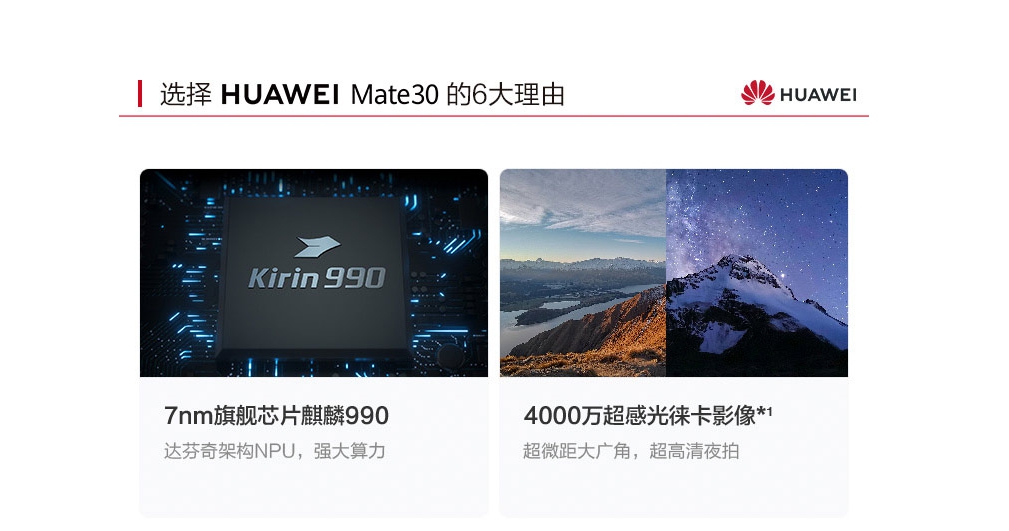 选择 HUAWEI Mate30 的6大理由
HUAWEI
Kirin 990
7nm旗舰芯片麒麟990
达芬奇架构NPU，强大算力
4000万超感光徕卡影像*¹
超微距大广角，超高清夜拍